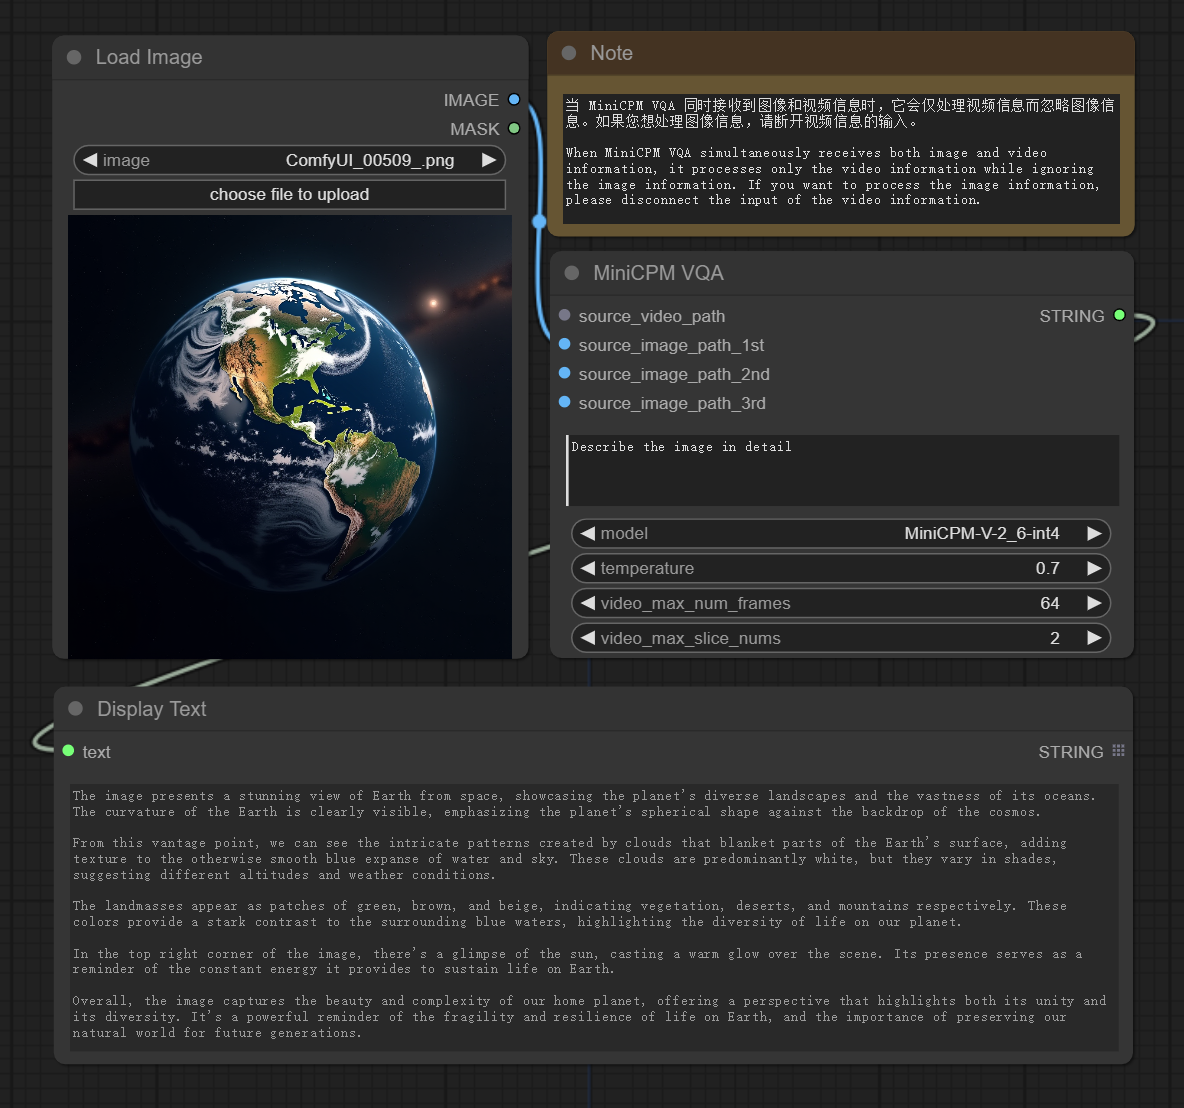 Load Image
IMAGE
MASK
image ComfyUI_00509_.png
choose file to upload
Note
当 MiniCPM VQA 同时接收到图像和视频信息时，它会仅处理视频信息而忽略图像信
息。如果您想处理图像信息，请断开视频信息的输入。
When MiniCPM VQA simultaneously receives both image and video
information, it processes only the video information while ignoring
the image information. If you want to process the image information,
please disconnect the input of the video information.
MiniCPM VQA
source_video_path STRING
source_image_path_1st
source_image_path_2nd
source_image_path_3rd
Describe the image in detail
model MiniCPM-V-2_6-int4
temperature 0.7
video_max_num_frames 64
video_max_slice_nums 2
Display Text
text STRING
The image presents a stunning view of Earth from space, showcasing the planet's diverse landscapes and the vastness of its oceans.
The curvature of the Earth is clearly visible, emphasizing the planet's spherical shape against the backdrop of the cosmos.
From this vantage point, we can see the intricate patterns created by clouds that blanket parts of the Earth's surface, adding
texture to the otherwise smooth blue expanse of water and sky. These clouds are predominantly white, but they vary in shades,
suggesting different altitudes and weather conditions.
The landmasses appear as patches of green, brown, and beige, indicating vegetation, deserts, and mountains respectively. These
colors provide a stark contrast to the surrounding blue waters, highlighting the diversity of life on our planet.
In the top right corner of the image, there's a glimpse of the sun, casting a warm glow over the scene. Its presence serves as a
reminder of the constant energy it provides to sustain life on Earth.
Overall, the image captures the beauty and complexity of our home planet, offering a perspective that highlights both its unity and
its diversity. It's a powerful reminder of the fragility and resilience of life on Earth, and the importance of preserving our
natural world for future generations.